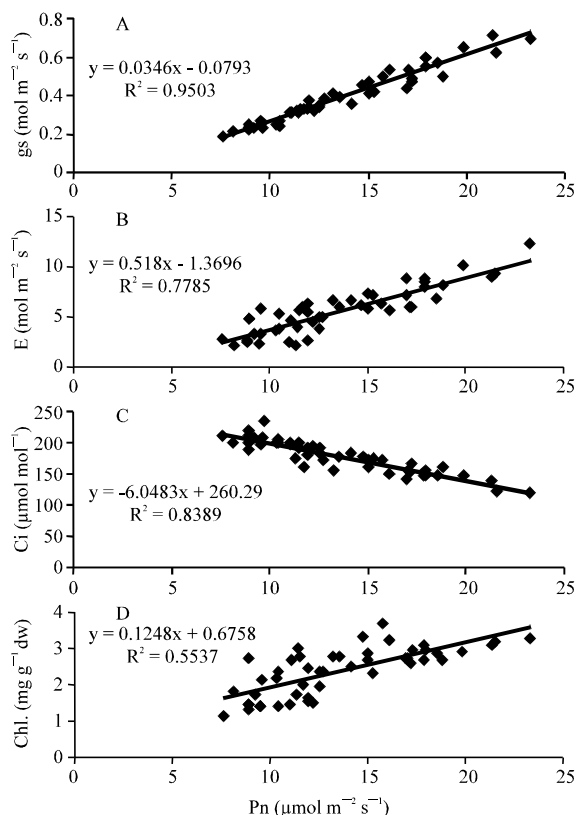 A
0.8
0.6
0.4
0.2
0
gs (mol m⁻² s⁻¹)
y = 0.0346x - 0.0793
R² = 0.9503
0 5 10 15 20 25
B
15
10
5
0
E (mol m⁻² s⁻¹)
y = 0.518x - 1.3696
R² = 0.7785
0 5 10 15 20 25
C
250
200
150
100
50
0
Ci (µmol mol⁻¹)
y = -6.0483x + 260.29
R² = 0.8389
0 5 10 15 20 25
D
4
3
2
1
0
Chl. (mg g⁻¹ dw)
y = 0.1248x + 0.6758
R² = 0.5537
0 5 10 15 20 25
Pn (µmol m⁻² s⁻¹)